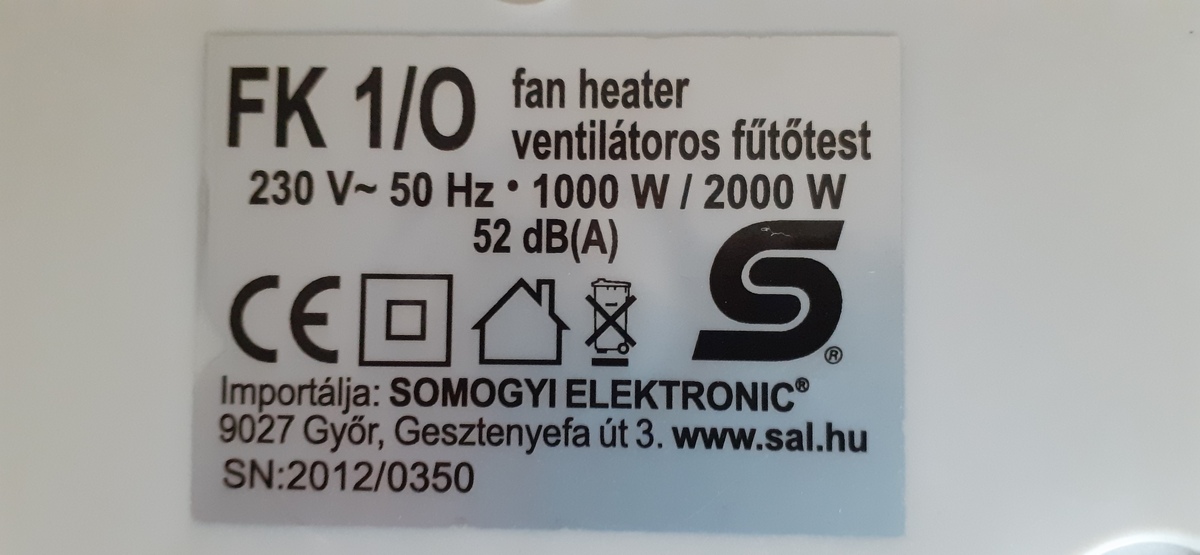 FK 1/O
fan heater
ventilátoros fűtőtest
230 V~ 50 Hz • 1000 W / 2000 W
52 dB(A)
CE
S®
Importálja: SOMOGYI ELEKTRONIC®
9027 Győr, Gesztenyefa út 3. www.sal.hu
SN:2012/0350